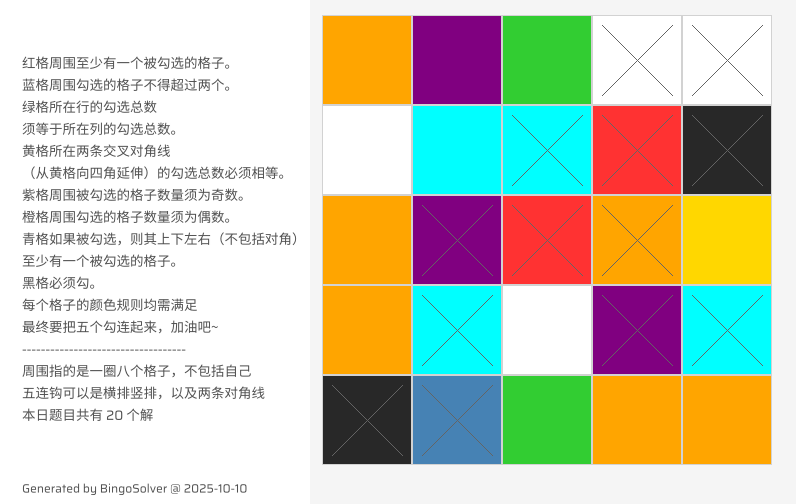 红格周围至少有一个被勾选的格子。
蓝格周围勾选的格子不得超过两个。
绿格所在行的勾选总数
须等于所在列的勾选总数。
黄格所在两条交叉对角线
（从黄格向四角延伸）的勾选总数必须相等。
紫格周围被勾选的格子数量须为奇数。
橙格周围勾选的格子数量须为偶数。
青格如果被勾选，则其上下左右（不包括对角）
至少有一个被勾选的格子。
黑格必须勾。
每个格子的颜色规则均需满足
最终要把五个勾连起来，加油吧~
-----------------------------------
周围指的是一圈八个格子，不包括自己
五连钩可以是横排竖排，以及两条对角线
本日题目共有 20 个解
Generated by BingoSolver @ 2025-10-10